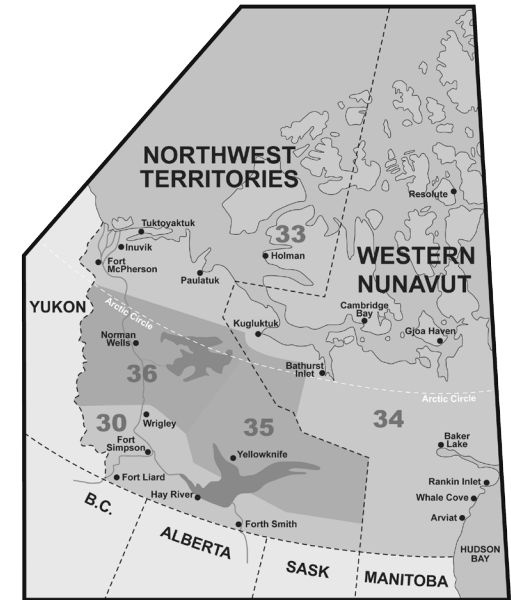 NORTHWEST
TERRITORIES
Resolute
Tuktoyaktuk
33
Inuvik
Holman
Fort
McPherson
WESTERN
NUNAVUT
Paulatuk
YUKON
Arctic Circle
Cambridge
Bay
Kugluktuk
Gjoa Haven
Norman
Wells
Bathurst
Inlet
36
Arctic Circle
30
Wrigley
35
34
Fort
Simpson
Baker
Lake
Yellowknife
Fort Liard
Rankin Inlet
Hay River
Whale Cove
B.C.
Arviat
Forth Smith
ALBERTA
HUDSON
BAY
SASK
MANITOBA